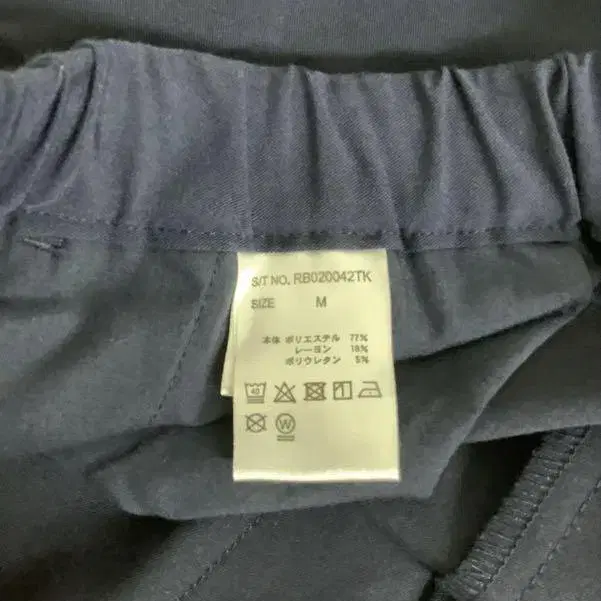 S/T NO. RB020042TK
SIZE M
本体 ポリエステル 77%
レーヨン 18%
ポリウレタン 5%
40
W